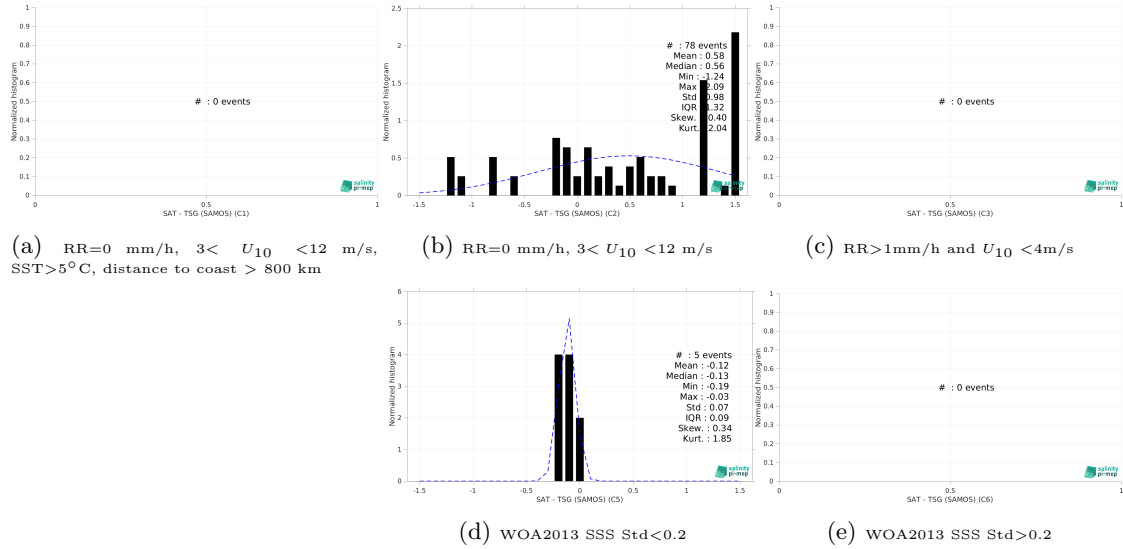 1
0.9
0.8
0.7
0.6
0.5
0.4
0.3
0.2
0.1
0
Normalized histogram
# : 0 events
0 0.5 1
SAT - TSG (SAMOS) (C1)
salinity
pi-mep
(a) RR=0 mm/h, 3< U10 <12 m/s,
SST>5°C, distance to coast > 800 km
2.5
2
1.5
1
0.5
0
Normalized histogram
# : 78 events
Mean : 0.58
Median : 0.56
Min : -1.24
Max : 2.09
Std : 0.98
IQR : 1.32
Skew. : -0.40
Kurt. : 2.04
-1.5 -1 -0.5 0 0.5 1 1.5
SAT - TSG (SAMOS) (C2)
salinity
pi-mep
(b) RR=0 mm/h, 3< U10 <12 m/s
1
0.9
0.8
0.7
0.6
0.5
0.4
0.3
0.2
0.1
0
Normalized histogram
# : 0 events
0 0.5 1
SAT - TSG (SAMOS) (C3)
salinity
pi-mep
(c) RR>1mm/h and U10 <4m/s
6
5
4
3
2
1
0
Normalized histogram
# : 5 events
Mean : -0.12
Median : -0.13
Min : -0.19
Max : -0.03
Std : 0.07
IQR : 0.09
Skew. : 0.34
Kurt. : 1.85
-1.5 -1 -0.5 0 0.5 1 1.5
SAT - TSG (SAMOS) (C5)
salinity
pi-mep
(d) WOA2013 SSS Std<0.2
1
0.9
0.8
0.7
0.6
0.5
0.4
0.3
0.2
0.1
0
Normalized histogram
# : 0 events
0 0.5 1
SAT - TSG (SAMOS) (C6)
salinity
pi-mep
(e) WOA2013 SSS Std>0.2